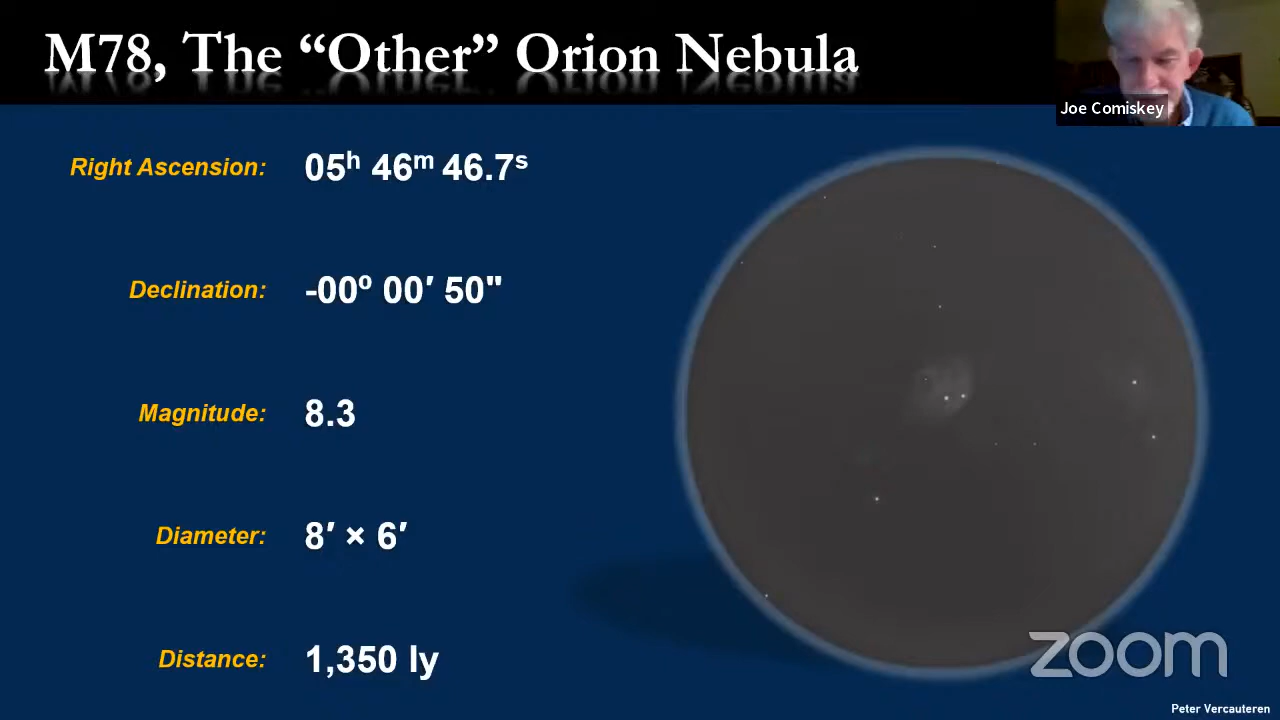 M78, The “Other” Orion Nebula
Joe Comiskey
Right Ascension: 05ʰ 46ᵐ 46.7ˢ
Declination: -00º 00′ 50"
Magnitude: 8.3
Diameter: 8′ × 6′
Distance: 1,350 ly
zoom
Peter Vercauteren